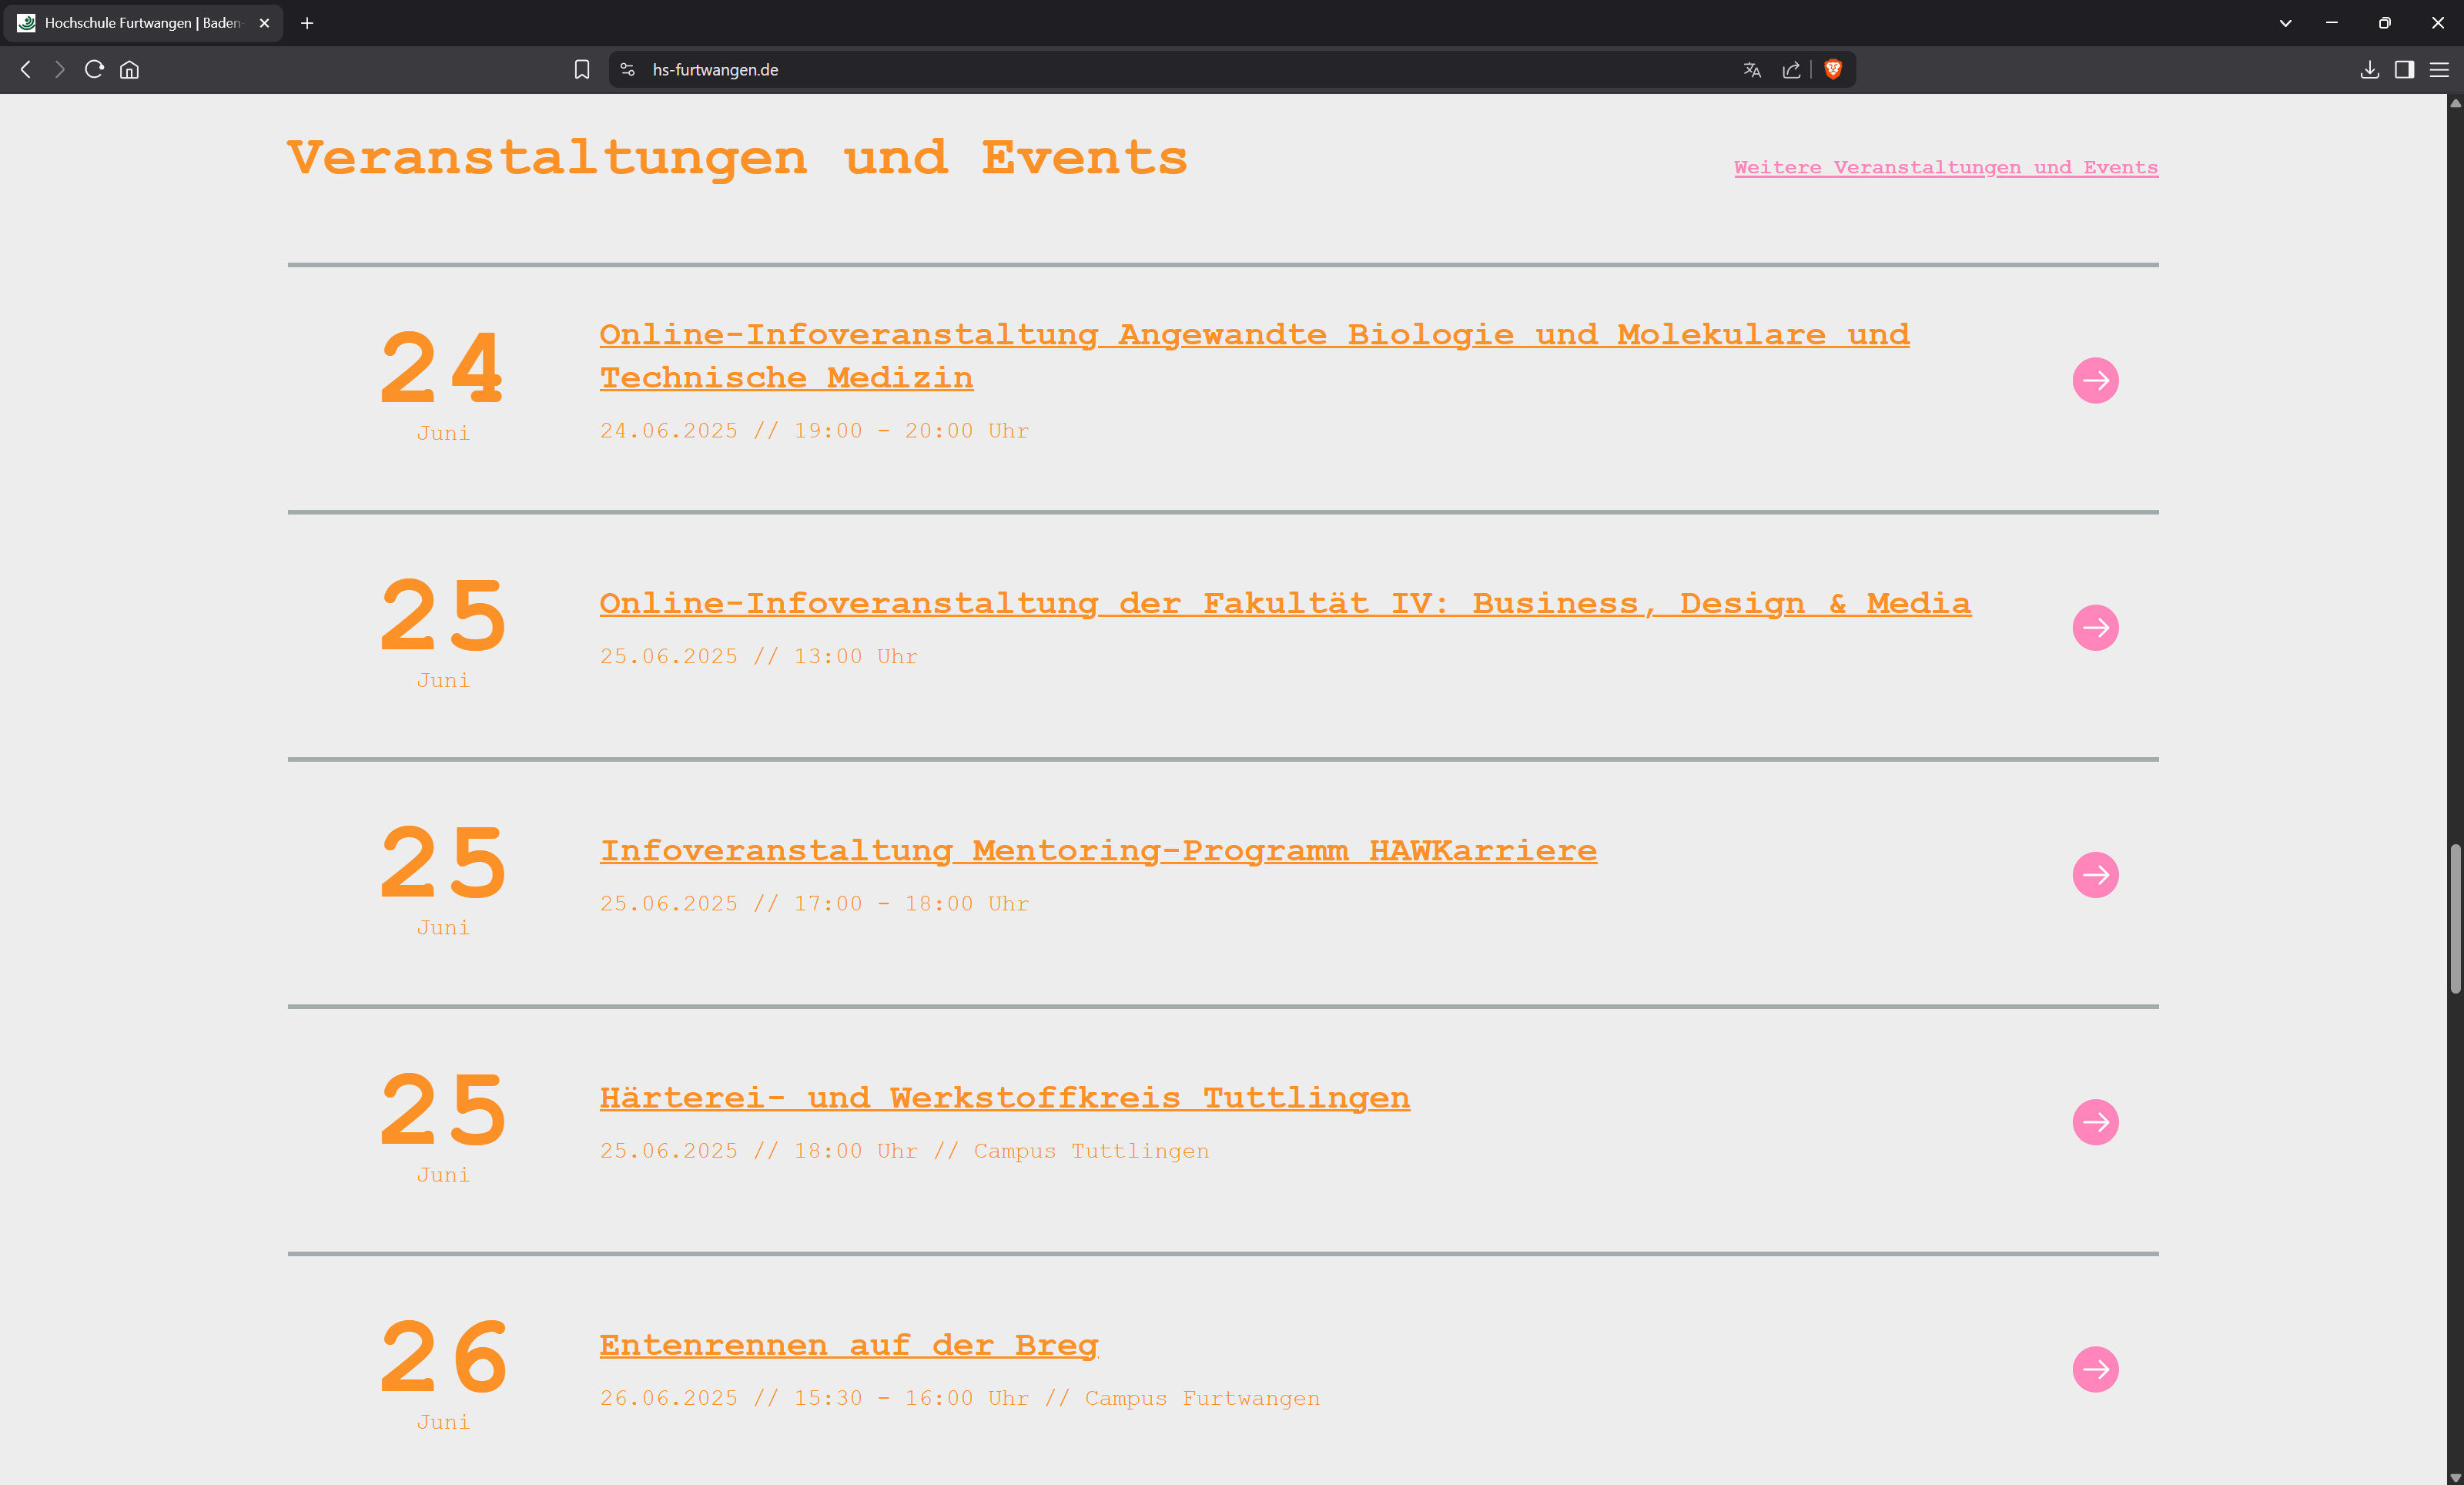 Hochschule Furtwangen | Baden-
hs-furtwangen.de
Veranstaltungen und Events
Weitere Veranstaltungen und Events
24
Juni
Online-Infoveranstaltung Angewandte Biologie und Molekulare und
Technische Medizin
24.06.2025 // 19:00 - 20:00 Uhr
25
Juni
Online-Infoveranstaltung der Fakultät IV: Business, Design & Media
25.06.2025 // 13:00 Uhr
25
Juni
Infoveranstaltung Mentoring-Programm HAWKarriere
25.06.2025 // 17:00 - 18:00 Uhr
25
Juni
Härterei- und Werkstoffkreis Tuttlingen
25.06.2025 // 18:00 Uhr // Campus Tuttlingen
26
Juni
Entenrennen auf der Breg
26.06.2025 // 15:30 - 16:00 Uhr // Campus Furtwangen